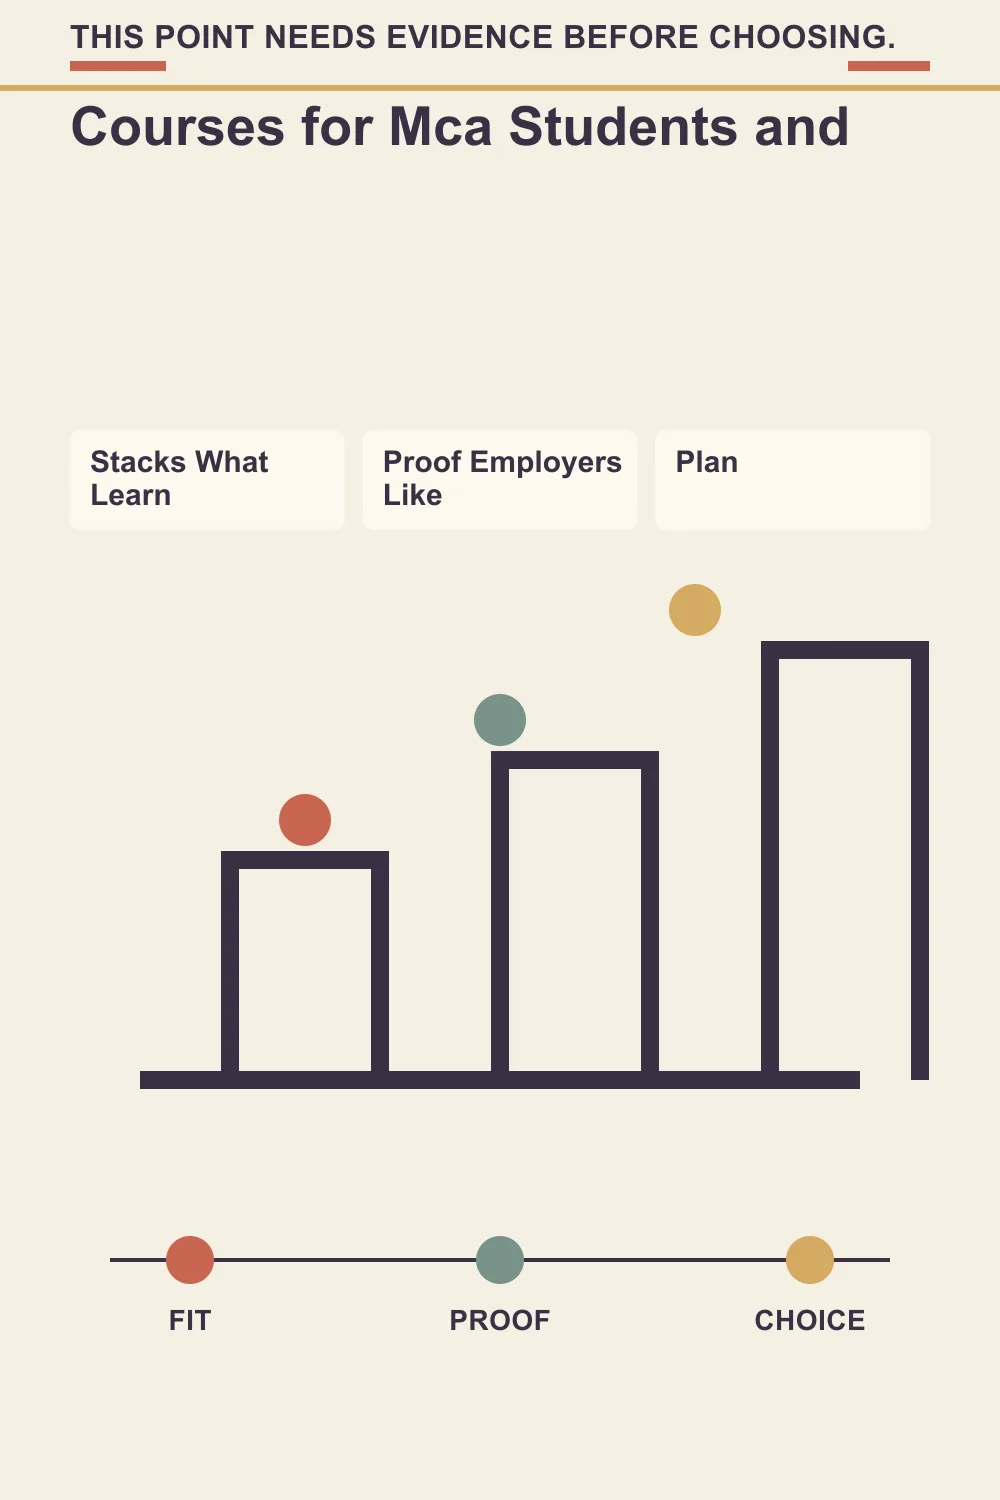 THIS POINT NEEDS EVIDENCE BEFORE CHOOSING.
Courses for Mca Students and
Stacks What
Learn
Proof Employers
Like
Plan
FIT
PROOF
CHOICE